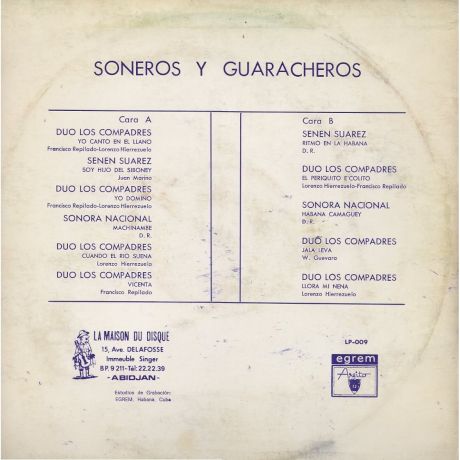 SONEROS Y GUARACHEROS
Cara A
DUO LOS COMPADRES
YO CANTO EN EL LLANO
Francisco Repilado-Lorenzo Hierrezuelo
SENEN SUAREZ
SOY HIJO DEL SIBONEY
Juan Marino
DUO LOS COMPADRES
YO DOMINO
Francisco Repilado-Lorenzo Hierrezuelo
SONORA NACIONAL
MACHINAMBE
D. R.
DUO LOS COMPADRES
CUANDO EL RIO SUENA
Lorenzo Hierrezuelo
DUO LOS COMPADRES
VICENTA
Francisco Repilado
Cara B
SENEN SUAREZ
RITMO EN LA HABANA
D. R.
DUO LOS COMPADRES
EL PERIQUITO E'COLITO
Lorenzo Hierrezuelo-Francisco Repilado
SONORA NACIONAL
HABANA CAMAGUEY
D. R.
DUO LOS COMPADRES
JALA LEVA
W. Guevara
DUO LOS COMPADRES
LLORA MI NENA
Lorenzo Hierrezuelo
LA MAISON DU DISQUE
15, Ave. DELAFOSSE
Immeuble Singer
B.P. 9 211-Tél: 22.22.39
-ABIDJAN-
Estudios de Grabación:
EGREM, Habana, Cuba
LP-009
egrem
Areito